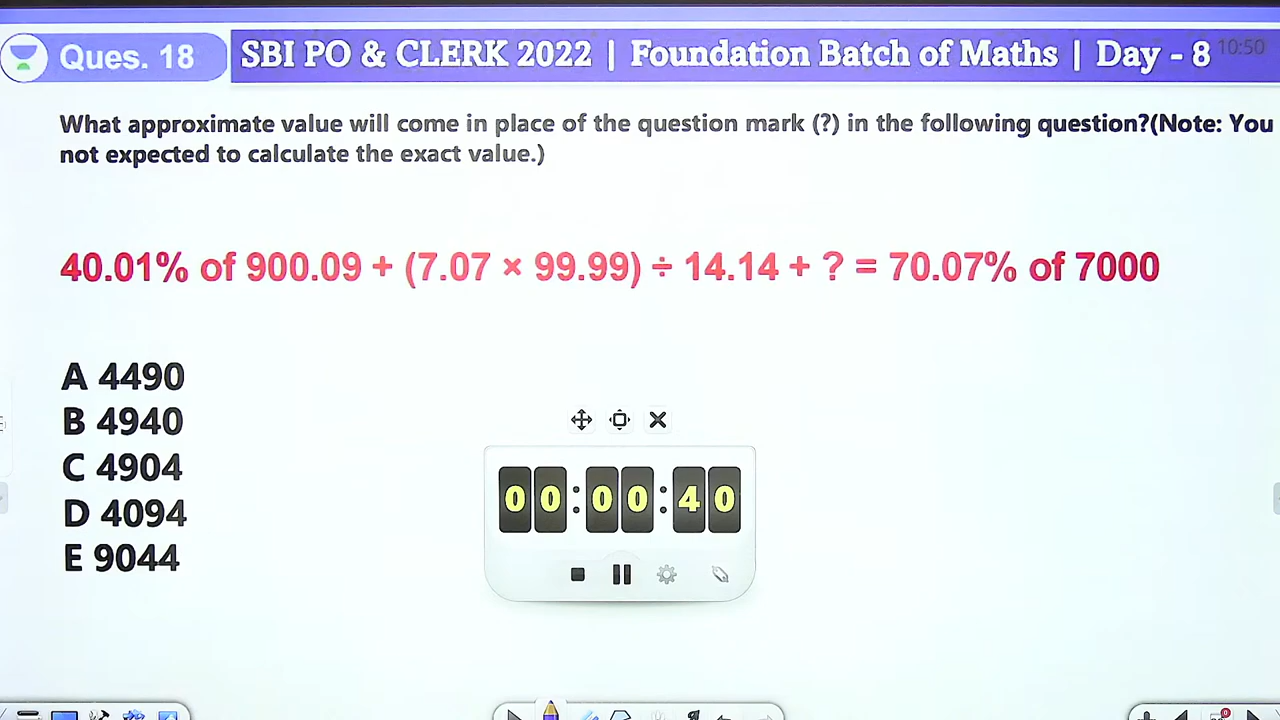 Ques. 18
SBI PO & CLERK 2022 | Foundation Batch of Maths | Day - 8
10:50
What approximate value will come in place of the question mark (?) in the following question?(Note: You
not expected to calculate the exact value.)
40.01% of 900.09 + (7.07 × 99.99) ÷ 14.14 + ? = 70.07% of 7000
A 4490
B 4940
C 4904
D 4094
E 9044
00:00:40